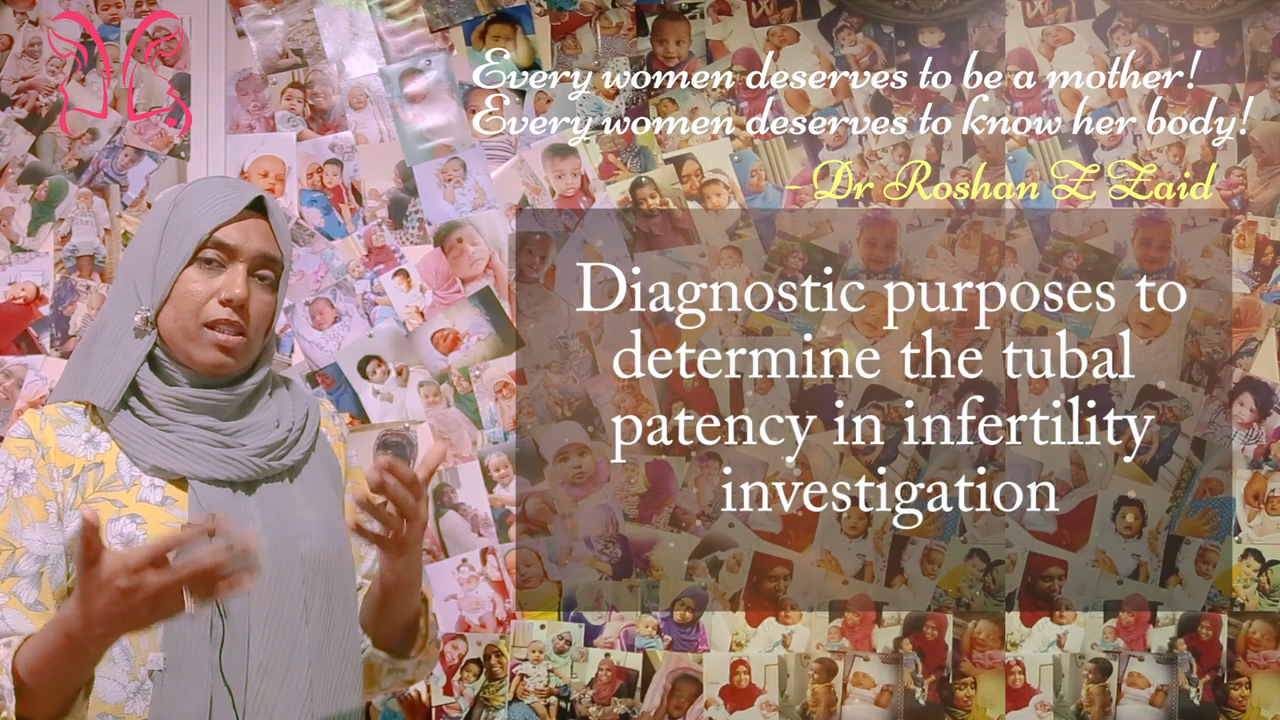 Every women deserves to be a mother!
Every women deserves to know her body!
- Dr Roshan Z Zaid
Diagnostic purposes to
determine the tubal
patency in infertility
investigation